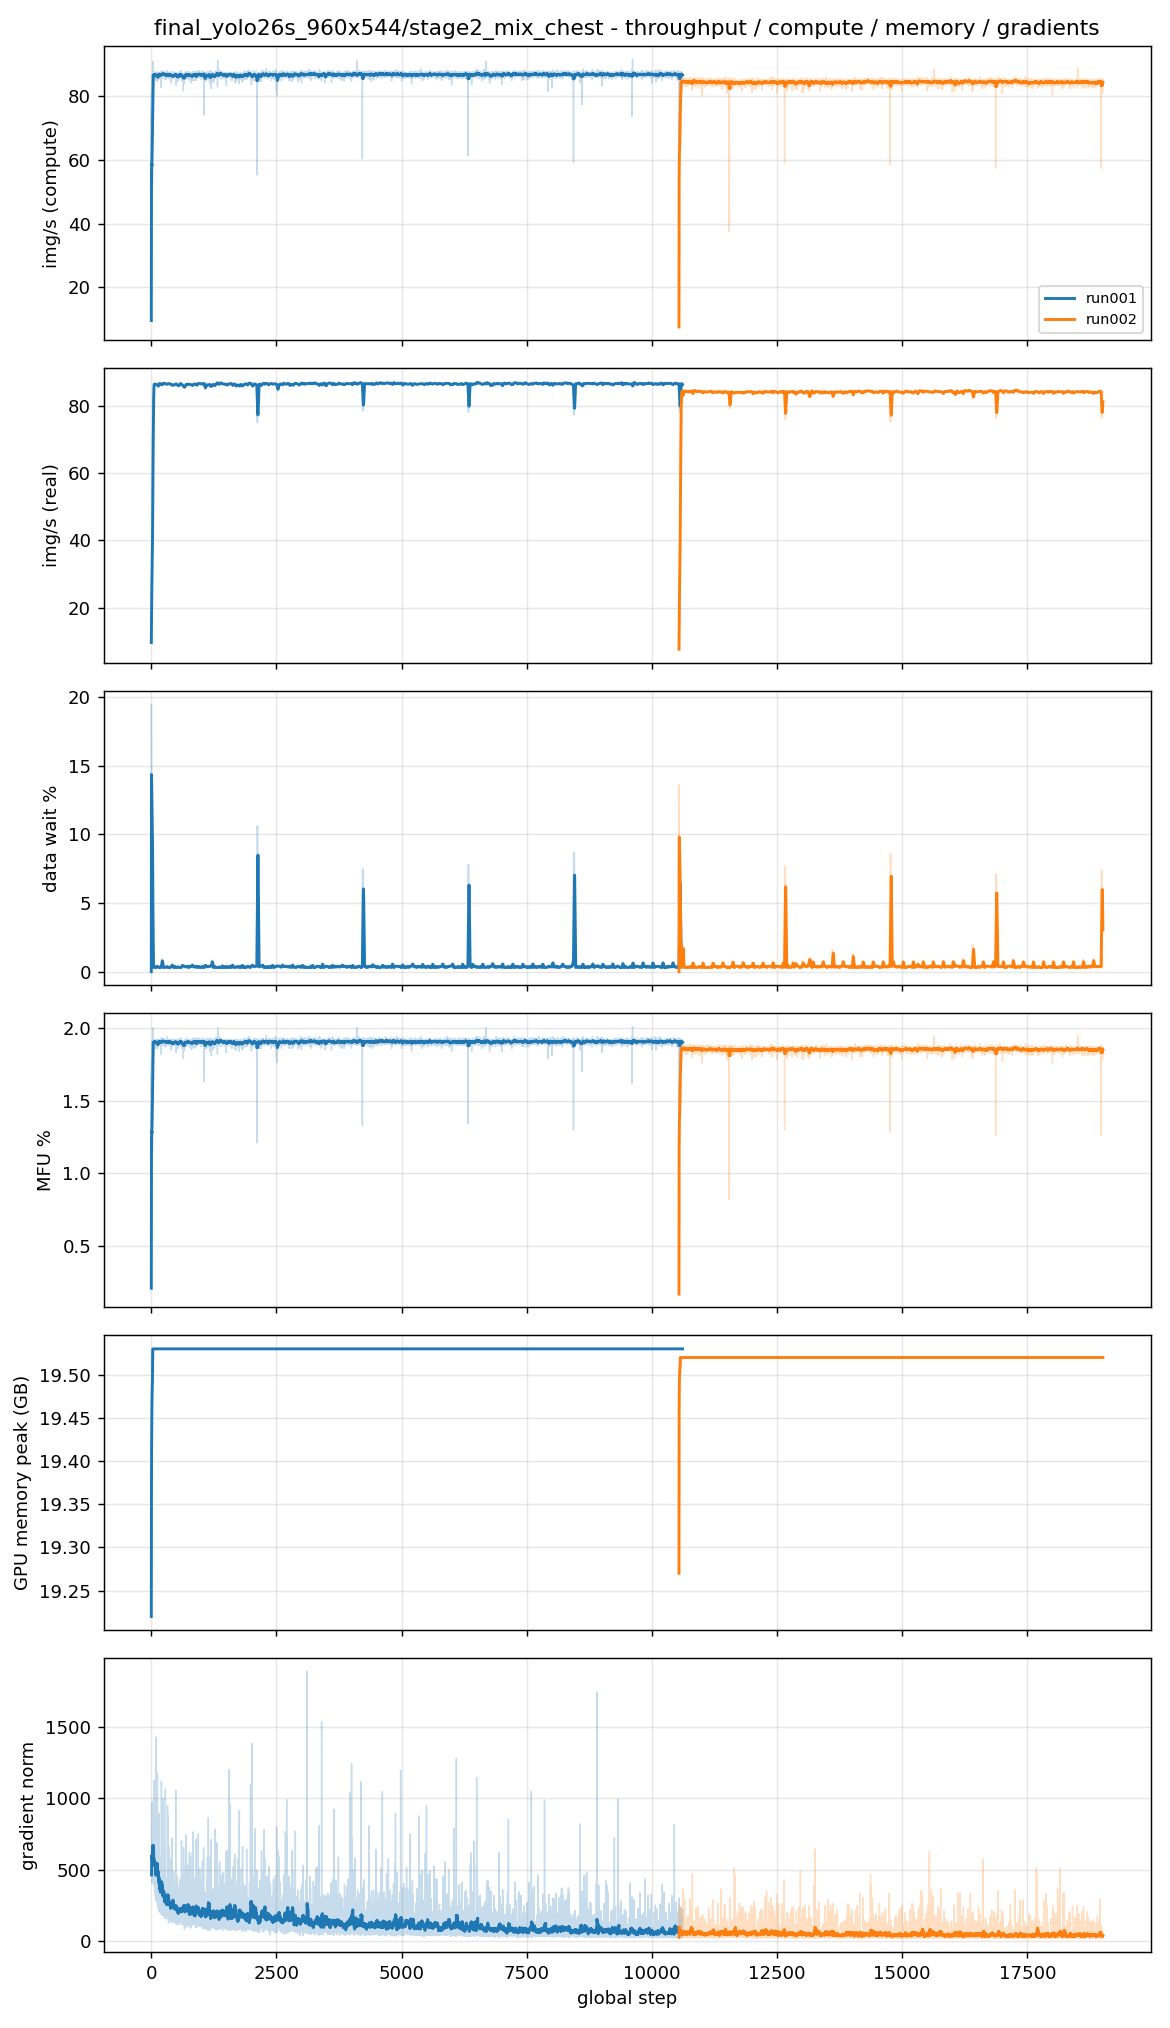 final_yolo26s_960x544/stage2_mix_chest - throughput / compute / memory / gradients
img/s (compute)
80
60
40
20
run001
run002
img/s (real)
80
60
40
20
data wait %
20
15
10
5
0
MFU %
2.0
1.5
1.0
0.5
GPU memory peak (GB)
19.50
19.45
19.40
19.35
19.30
19.25
gradient norm
1500
1000
500
0
0 2500 5000 7500 10000 12500 15000 17500
global step